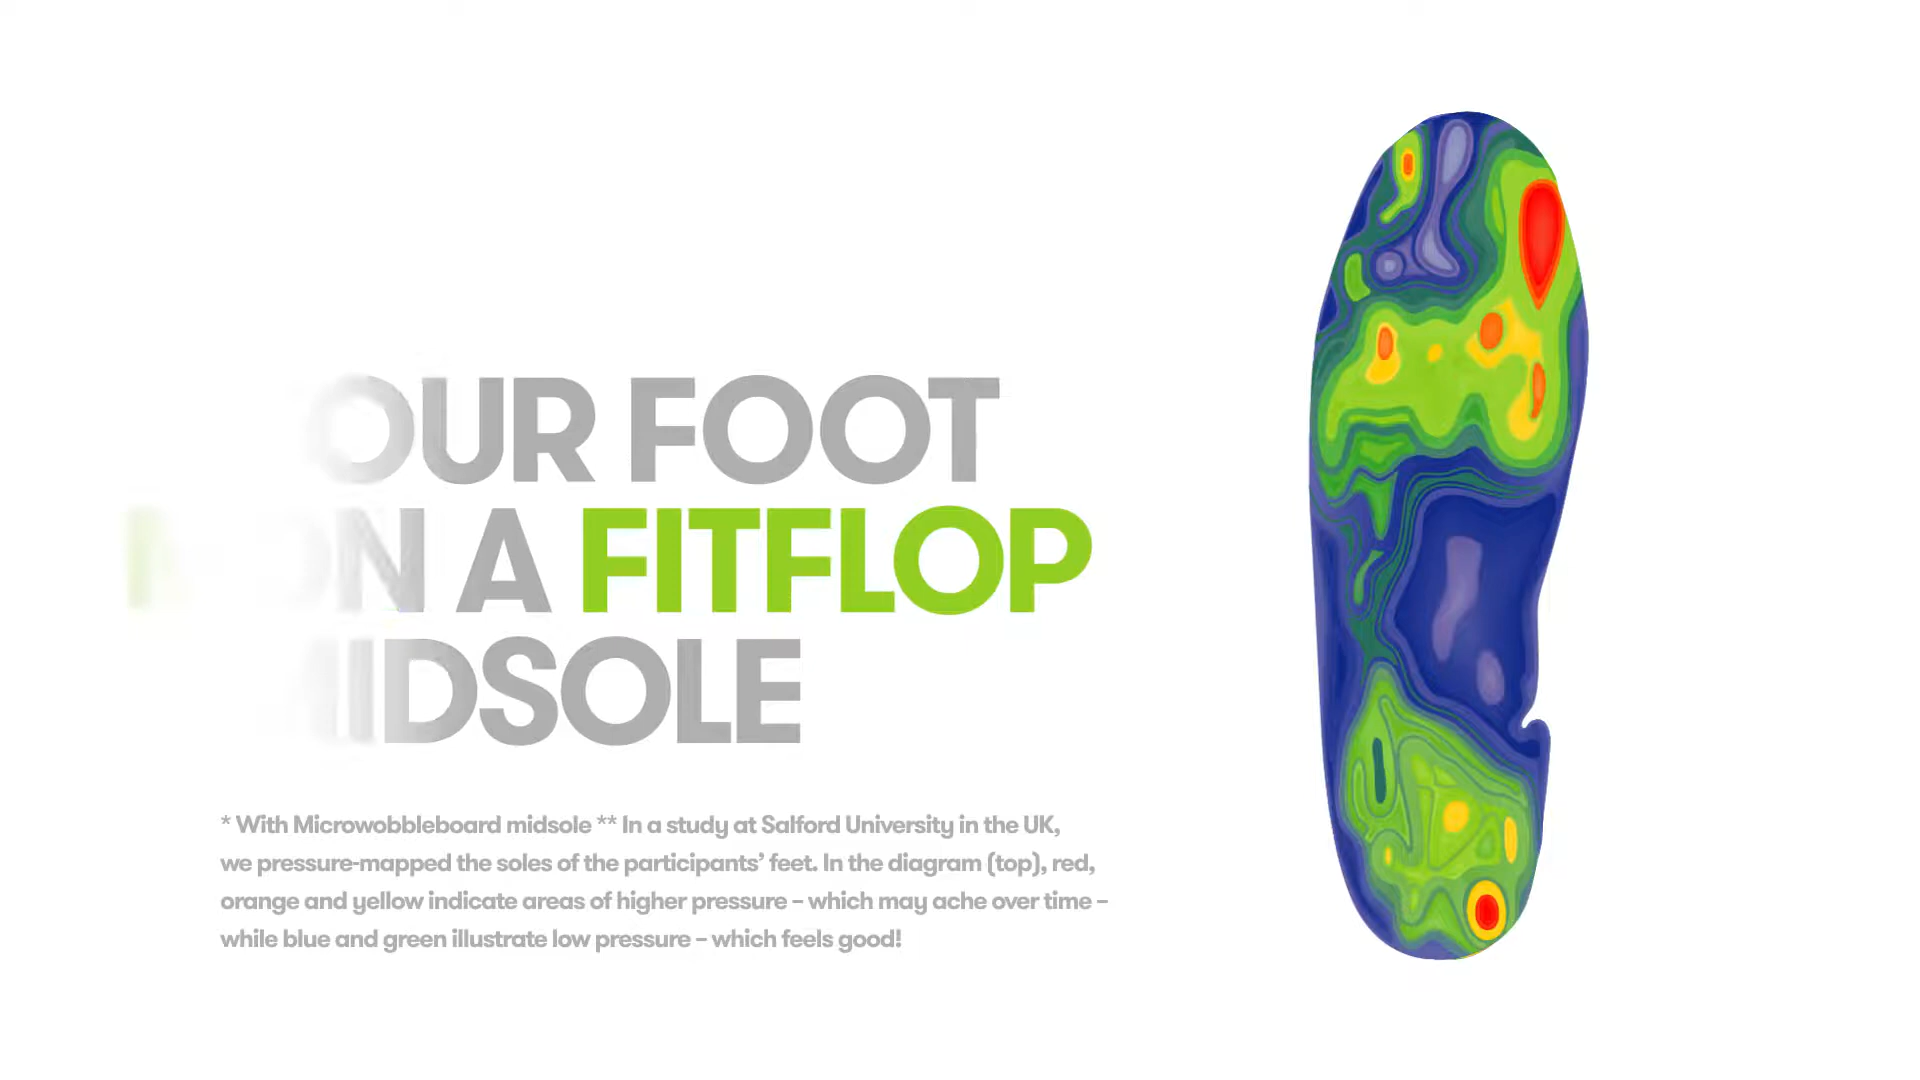 OUR FOOT
ON A FITFLOP
MIDSOLE
* With Microwobbleboard midsole ** In a study at Salford University in the UK,
we pressure-mapped the soles of the participants’ feet. In the diagram (top), red,
orange and yellow indicate areas of higher pressure – which may ache over time –
while blue and green illustrate low pressure – which feels good!